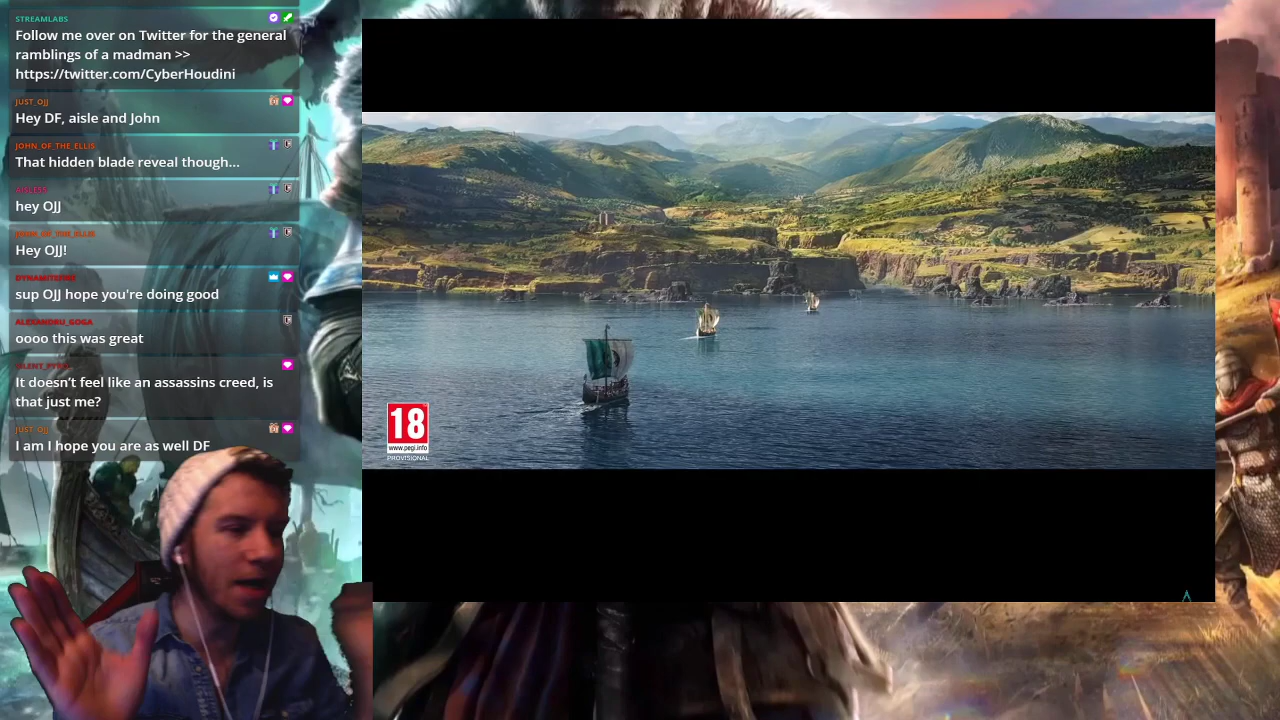 STREAMLABS
Follow me over on Twitter for the general
ramblings of a madman >>
https://twitter.com/CyberHoudini
JUST_OJJ
Hey DF, aisle and John
JOHN_OF_THE_ELLIS
That hidden blade reveal though...
hey OJJ
JOHN_OF_THE_ELLIS
Hey OJJ!
sup OJJ hope you're doing good
ALEXANDRU_GOGA
oooo this was great
It doesn't feel like an assassins creed, is
that just me?
JUST_OJJ
I am I hope you are as well DF
18
www.pegi.info
PROVISIONAL